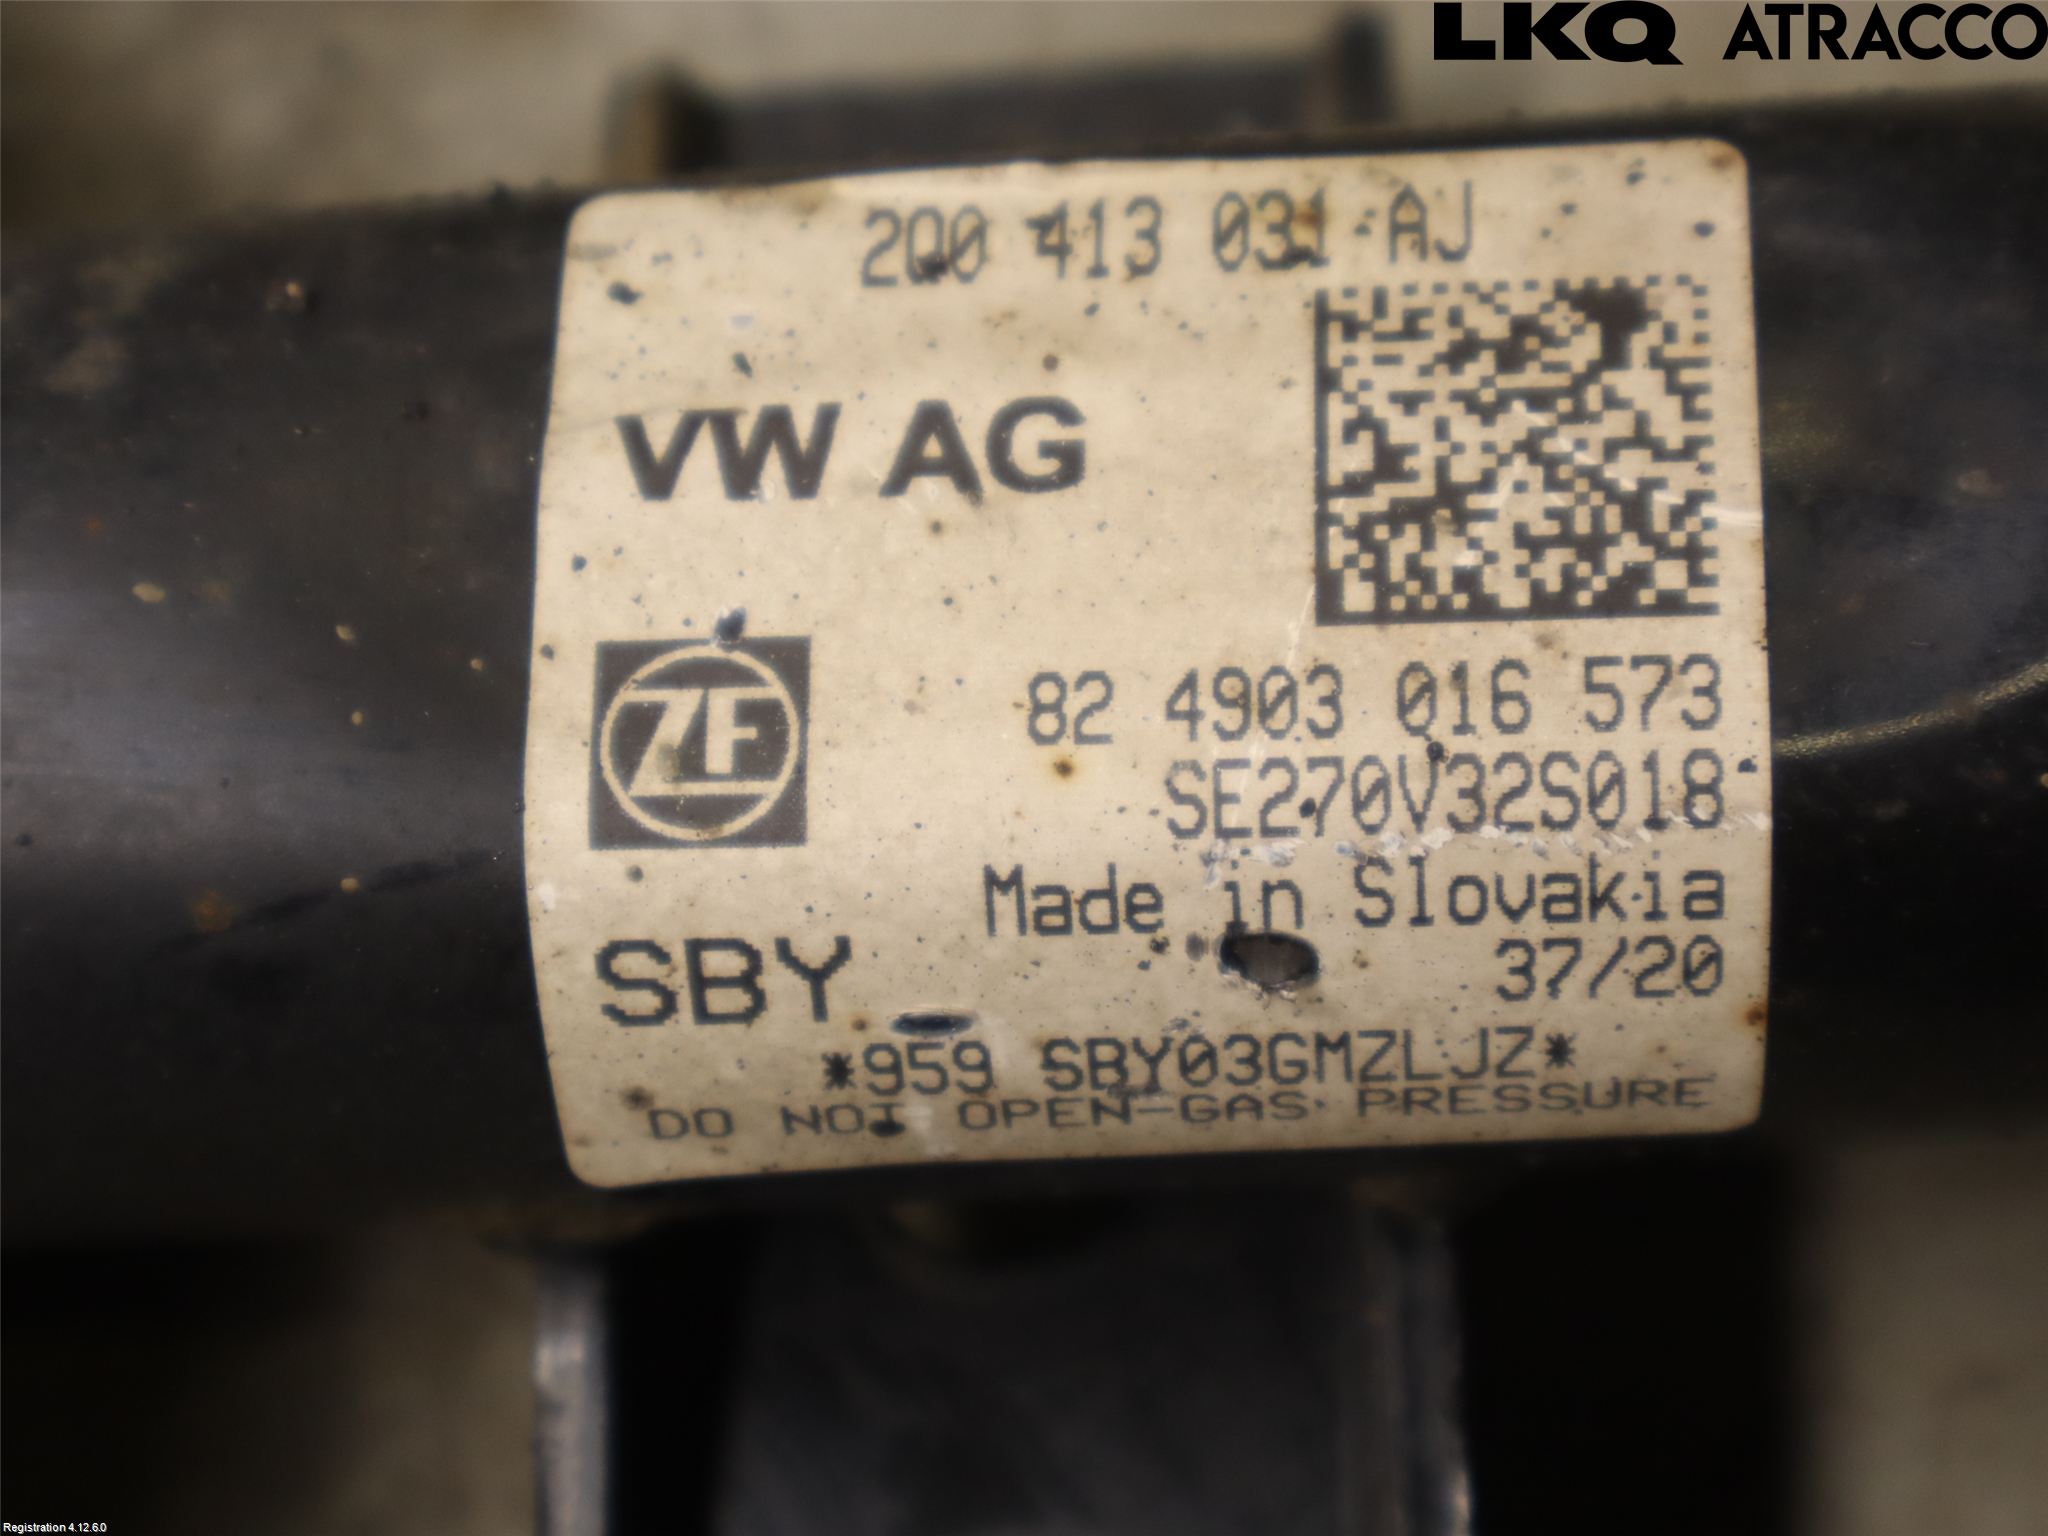 LKQ ATRACCO
2Q0 413 031 AJ
VW AG
ZF
82 4903 016 573
SE270V32S018
Made in Slovakia
37/20
SBY
*959 SBY03GMZLJZ*
DO NOT OPEN-GAS PRESSURE
Registration 4.12.6.0